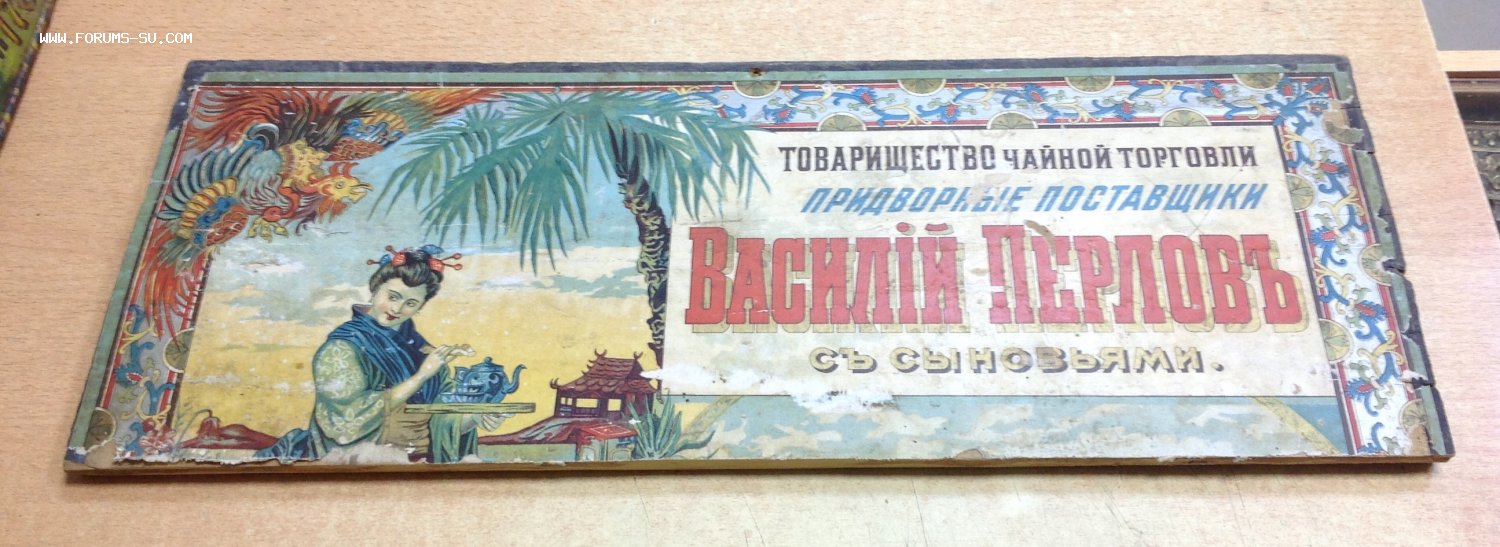 www.forums-su.com
ТОВАРИЩЕСТВО ЧАЙНОЙ ТОРГОВЛИ
ПРИДВОРНЫЕ ПОСТАВЩИКИ
ВАСИЛІЙ ПЕРЛОВЪ
СЪ СЫНОВЬЯМИ.